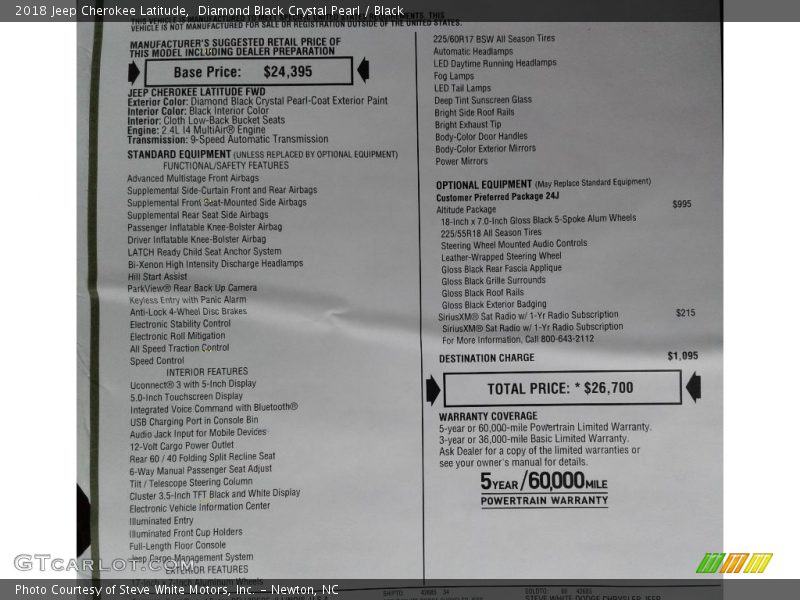 2018 Jeep Cherokee Latitude, Diamond Black Crystal Pearl / Black
THIS VEHICLE IS MANUFACTURED TO MEET SPECIFIC UNITED STATES REQUIREMENTS. THIS
VEHICLE IS NOT MANUFACTURED FOR SALE OR REGISTRATION OUTSIDE OF THE UNITED STATES.
MANUFACTURER'S SUGGESTED RETAIL PRICE OF
THIS MODEL INCLUDING DEALER PREPARATION
Base Price: $24,395
JEEP CHEROKEE LATITUDE FWD
Exterior Color: Diamond Black Crystal Pearl-Coat Exterior Paint
Interior Color: Black Interior Color
Interior: Cloth Low-Back Bucket Seats
Engine: 2.4L I4 MultiAir® Engine
Transmission: 9-Speed Automatic Transmission
STANDARD EQUIPMENT (UNLESS REPLACED BY OPTIONAL EQUIPMENT)
FUNCTIONAL/SAFETY FEATURES
Advanced Multistage Front Airbags
Supplemental Side-Curtain Front and Rear Airbags
Supplemental Front Seat-Mounted Side Airbags
Supplemental Rear Seat Side Airbags
Passenger Inflatable Knee-Bolster Airbag
Driver Inflatable Knee-Bolster Airbag
LATCH Ready Child Seat Anchor System
Bi-Xenon High Intensity Discharge Headlamps
Hill Start Assist
ParkView® Rear Back Up Camera
Keyless Entry with Panic Alarm
Anti-Lock 4-Wheel Disc Brakes
Electronic Stability Control
Electronic Roll Mitigation
All Speed Traction Control
Speed Control
INTERIOR FEATURES
Uconnect® 3 with 5-Inch Display
5.0-Inch Touchscreen Display
Integrated Voice Command with Bluetooth®
USB Charging Port in Console Bin
Audio Jack Input for Mobile Devices
12-Volt Cargo Power Outlet
Rear 60 / 40 Folding Split Recline Seat
6-Way Manual Passenger Seat Adjust
Tilt / Telescope Steering Column
Cluster 3.5-Inch TFT Black and White Display
Electronic Vehicle Information Center
Illuminated Entry
Illuminated Front Cup Holders
Full-Length Floor Console
Jeep Cargo Management System
EXTERIOR FEATURES
17-Inch x 7-Inch Aluminum Wheels
225/60R17 BSW All Season Tires
Automatic Headlamps
LED Daytime Running Headlamps
Fog Lamps
LED Tail Lamps
Deep Tint Sunscreen Glass
Bright Side Roof Rails
Bright Exhaust Tip
Body-Color Door Handles
Body-Color Exterior Mirrors
Power Mirrors
OPTIONAL EQUIPMENT (May Replace Standard Equipment)
Customer Preferred Package 24J
Altitude Package $995
18-Inch x 7.0-Inch Gloss Black 5-Spoke Alum Wheels
225/55R18 All Season Tires
Steering Wheel Mounted Audio Controls
Leather-Wrapped Steering Wheel
Gloss Black Rear Fascia Applique
Gloss Black Grille Surrounds
Gloss Black Roof Rails
Gloss Black Exterior Badging
SiriusXM® Sat Radio w/ 1-Yr Radio Subscription $215
SiriusXM® Sat Radio w/ 1-Yr Radio Subscription
For More Information, Call 800-643-2112
DESTINATION CHARGE $1,095
TOTAL PRICE: * $26,700
WARRANTY COVERAGE
5-year or 60,000-mile Powertrain Limited Warranty.
3-year or 36,000-mile Basic Limited Warranty.
Ask Dealer for a copy of the limited warranties or
see your owner's manual for details.
5YEAR/60,000MILE
POWERTRAIN WARRANTY
GTCarLot.com
Photo Courtesy of Steve White Motors, Inc. - Newton, NC